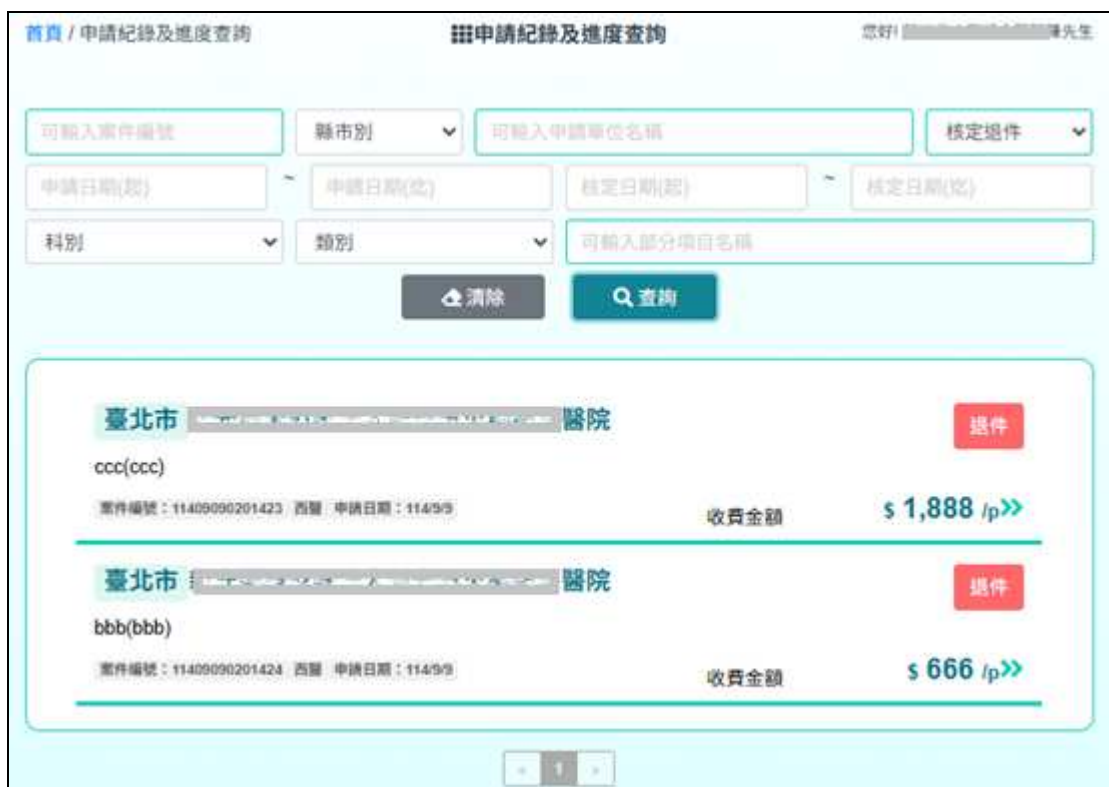 首頁 / 申請紀錄及進度查詢
申請紀錄及進度查詢
您好! 陳先生
可輸入案件編號
縣市別
可輸入申請單位名稱
核定退件
申請日期(起)
~
申請日期(迄)
核定日期(起)
~
核定日期(迄)
科別
類別
可輸入部分項目名稱
清除
查詢
臺北市 醫院
退件
ccc(ccc)
案件編號：11409090201423 西醫 申請日期：114/9/9
收費金額
$ 1,888 /p
臺北市 醫院
退件
bbb(bbb)
案件編號：11409090201424 西醫 申請日期：114/9/9
收費金額
$ 666 /p
« 1 »